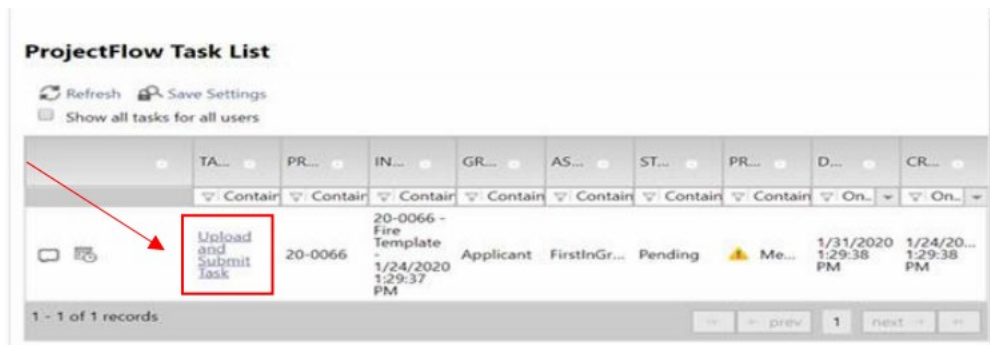 ProjectFlow Task List
Refresh Save Settings
Show all tasks for all users
TA... PR... IN... GR... AS... ST... PR... D... CR...
Contain Contain Contain Contain Contain Contain Contain On.. On..
Upload and Submit Task
20-0066
20-0066 -
Fire
Template
-
1/24/2020
1:29:37
PM
Applicant FirstInGr... Pending Me...
1/31/2020
1:29:38
PM
1/24/20...
1:29:38
PM
1 - 1 of 1 records
← prev 1 next →